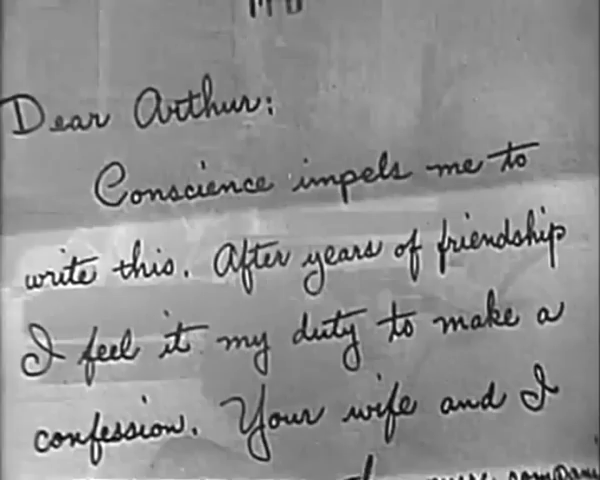 Dear Arthur:
Conscience impels me to
write this. After years of friendship
I feel it my duty to make a
confession. Your wife and I